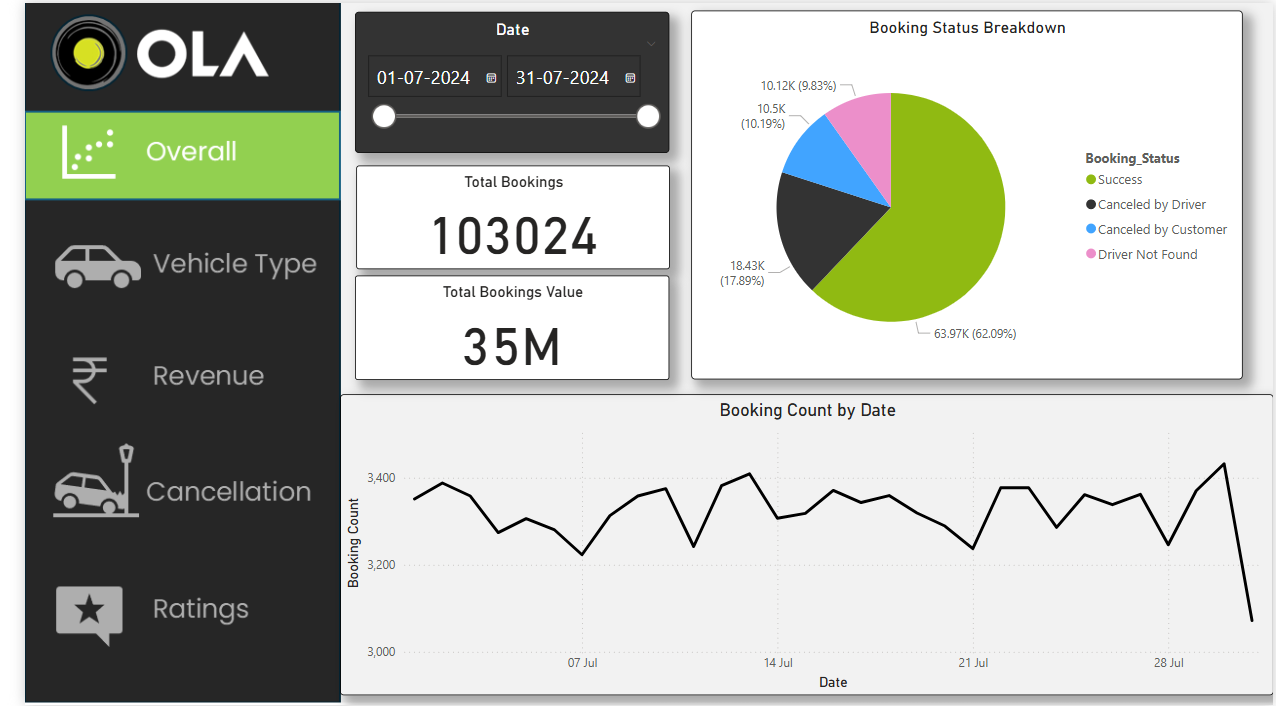 OLA
Overall
Vehicle Type
Revenue
Cancellation
Ratings
Date
01-07-2024
31-07-2024
Total Bookings
103024
Total Bookings Value
35M
Booking Status Breakdown
10.12K (9.83%)
10.5K
(10.19%)
18.43K
(17.89%)
63.97K (62.09%)
Booking_Status
Success
Canceled by Driver
Canceled by Customer
Driver Not Found
Booking Count by Date
Booking Count
3,400
3,200
3,000
07 Jul
14 Jul
21 Jul
28 Jul
Date